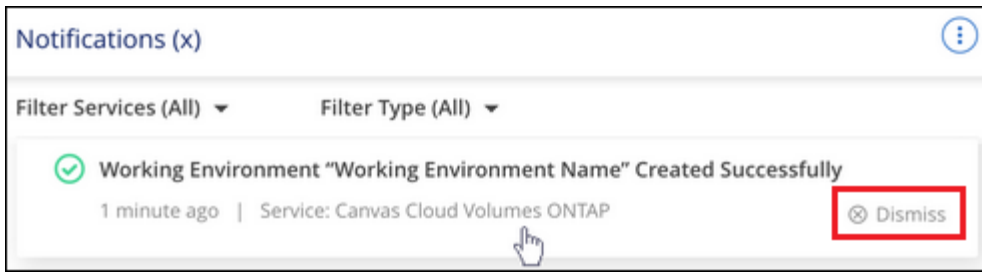 Notifications (x)
Filter Services (All) Filter Type (All)
Working Environment “Working Environment Name” Created Successfully
1 minute ago | Service: Canvas Cloud Volumes ONTAP Dismiss